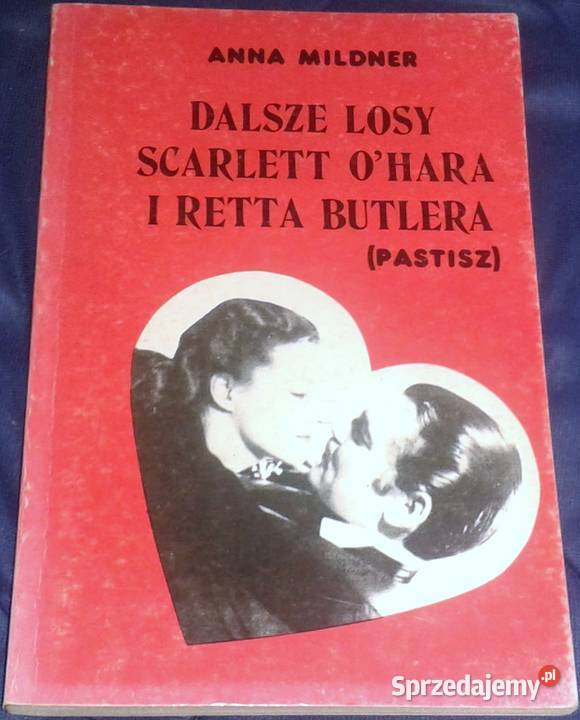 ANNA MILDNER
DALSZE LOSY
SCARLETT O'HARA
I RETTA BUTLERA
(PASTISZ)
Sprzedajemy.pl